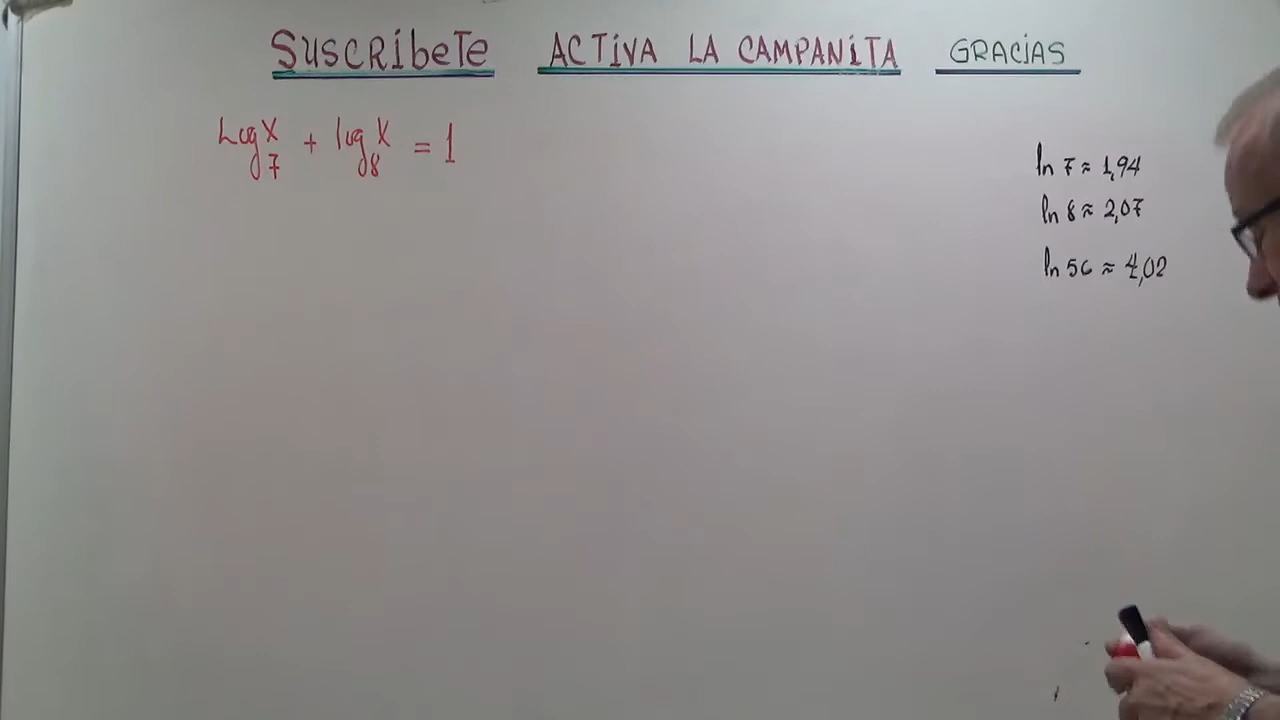 SUSCRÍBETE ACTIVA LA CAMPANITA GRACIAS
Log₇ x + log₈ x = 1
ln 7 ≈ 1,94
ln 8 ≈ 2,07
ln 56 ≈ 4,02